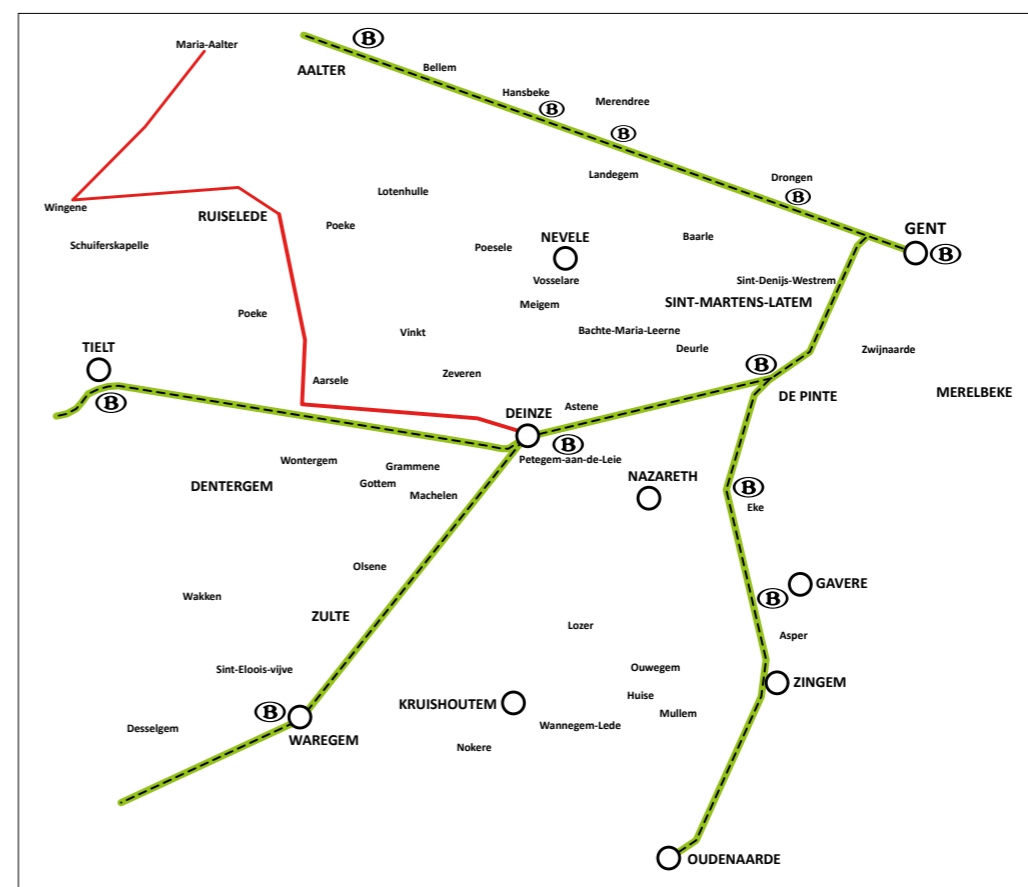 Maria-Aalter
B
AALTER
Bellem
Hansbeke
Merendree
B
B
Landegem
Drongen
B
Lotenhulle
Wingene
RUISELEDE
Poeke
Schuiferskapelle
Poesele
NEVELE
Baarle
GENT
B
Vosselare
Sint-Denijs-Westrem
Meigem
SINT-MARTENS-LATEM
Poeke
Vinkt
Bachte-Maria-Leerne
Deurle
Zwijnaarde
TIELT
B
Aarsele
Zeveren
B
DE PINTE
MERELBEKE
B
DEINZE
Astene
B
Petegem-aan-de-Leie
Wontergem
Grammene
Gottem
Machelen
DENTERGEM
NAZARETH
B
Eke
Olsene
Wakken
ZULTE
GAVERE
B
Asper
Lozer
Sint-Eloois-vijve
Ouwegem
ZINGEM
Huise
Mullem
KRUISHOUTEM
Wannegem-Lede
B
WAREGEM
Desselgem
Nokere
OUDENAARDE